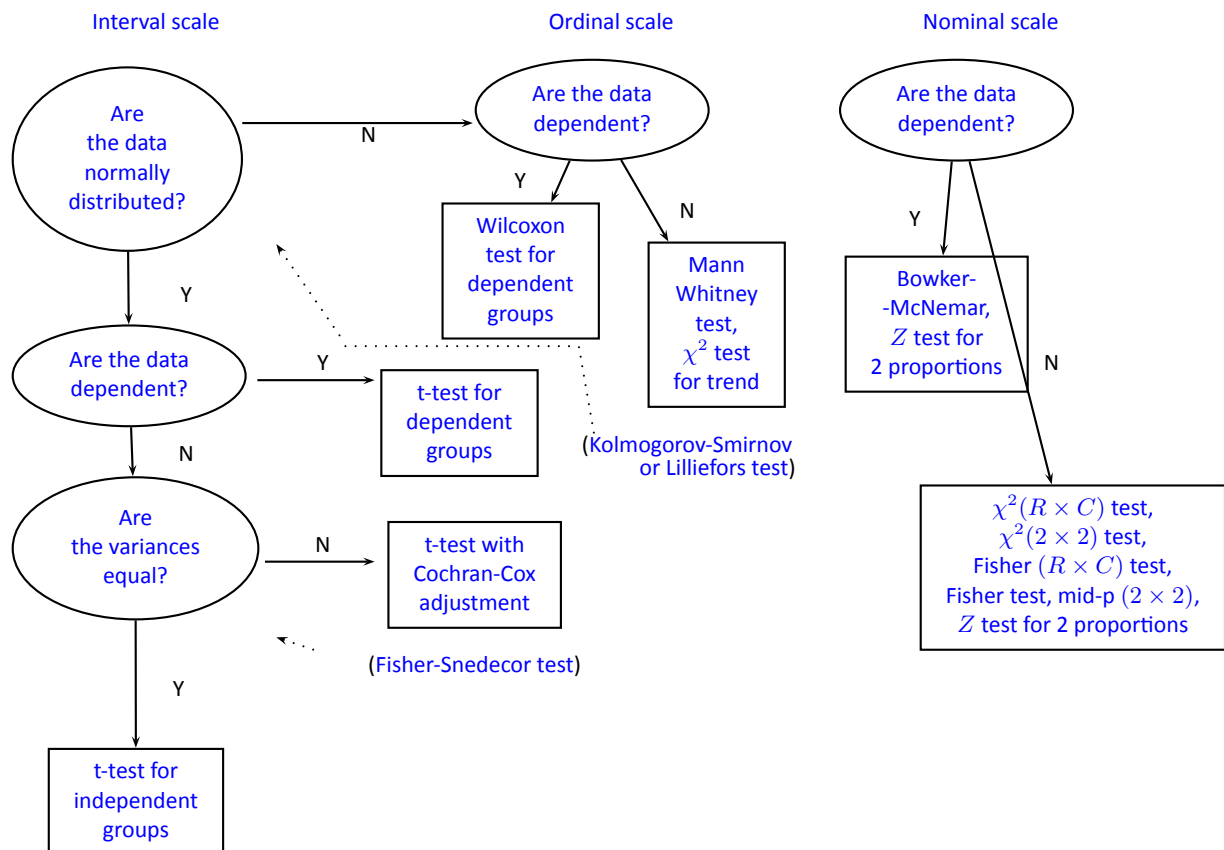 Interval scale
Ordinal scale
Nominal scale
Are
the data
normally
distributed?
N
Y
Are the data
dependent?
Y
N
Wilcoxon
test for
dependent
groups
Mann
Whitney
test,
χ² test
for trend
Are the data
dependent?
Y
N
Bowker-
-McNemar,
Z test for
2 proportions
Are the data
dependent?
Y
N
t-test for
dependent
groups
(Kolmogorov-Smirnov
or Lilliefors test)
Are
the variances
equal?
N
Y
t-test with
Cochran-Cox
adjustment
(Fisher-Snedecor test)
χ²(R × C) test,
χ²(2 × 2) test,
Fisher (R × C) test,
Fisher test, mid-p (2 × 2),
Z test for 2 proportions
t-test for
independent
groups